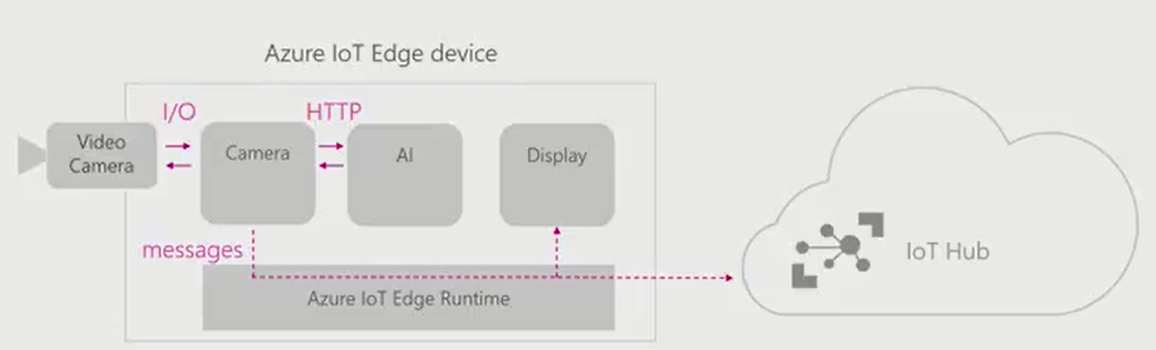 Azure IoT Edge device
I/O
HTTP
Video
Camera
Camera
AI
Display
messages
IoT Hub
Azure IoT Edge Runtime